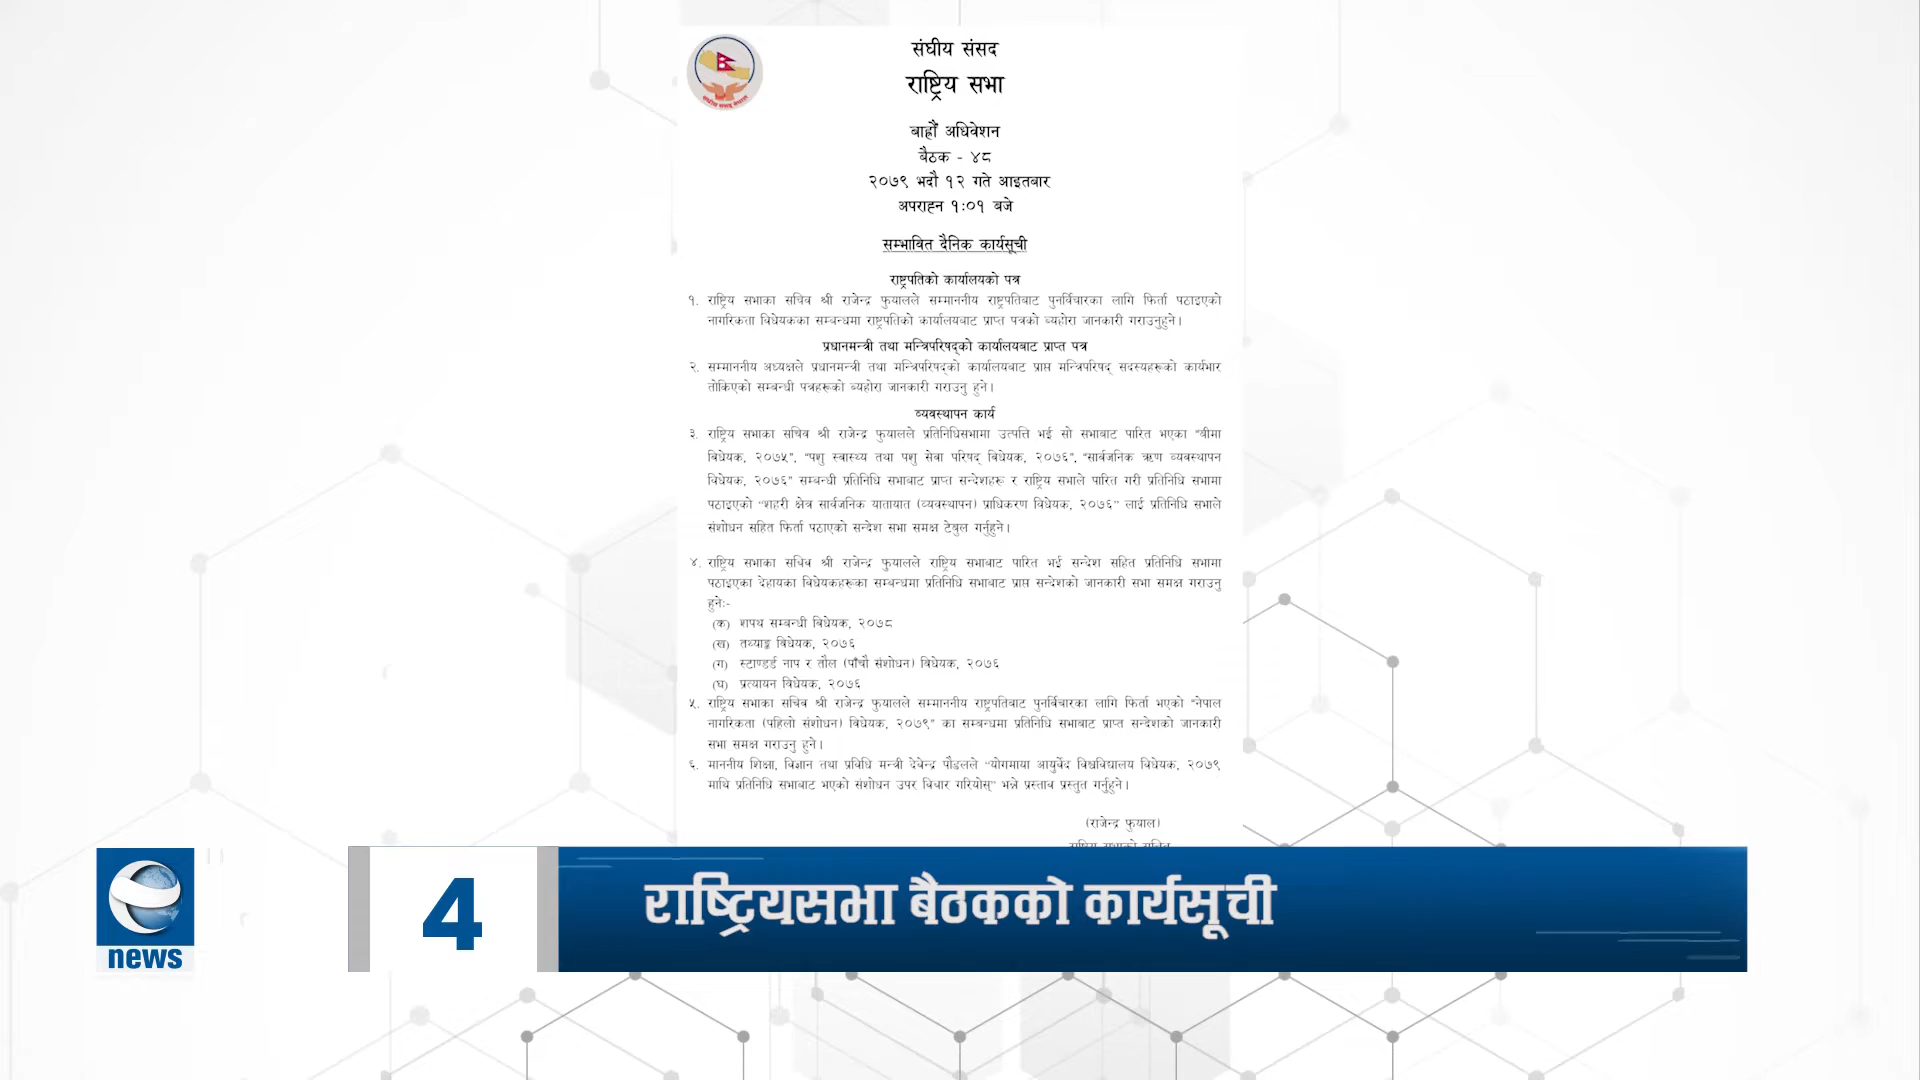 संघीय संसद
राष्ट्रिय सभा
बाह्रौं अधिवेशन
बैठक - ४८
२०७९ भदौ १२ गते आइतबार
अपराह्न १:०१ बजे
सम्भावित दैनिक कार्यसूची
राष्ट्रपतिको कार्यालयको पत्र
१. राष्ट्रिय सभाका सचिव श्री राजेन्द्र फुयालले सम्माननीय राष्ट्रपतिबाट पुनर्विचारका लागि फिर्ता पठाइएको
नागरिकता विधेयकका सम्बन्धमा राष्ट्रपतिको कार्यालयबाट प्राप्त पत्रको व्यहोरा जानकारी गराउनुहुने।
प्रधानमन्त्री तथा मन्त्रिपरिषद्को कार्यालयबाट प्राप्त पत्र
२. सम्माननीय अध्यक्षले प्रधानमन्त्री तथा मन्त्रिपरिषद्को कार्यालयबाट प्राप्त मन्त्रिपरिषद् सदस्यहरूको कार्यभार
तोकिएको सम्बन्धी पत्रहरूको व्यहोरा जानकारी गराउनु हुने।
व्यवस्थापन कार्य
३. राष्ट्रिय सभाका सचिव श्री राजेन्द्र फुयालले प्रतिनिधिसभामा उत्पत्ति भई सो सभाबाट पारित भएका "बीमा
विधेयक, २०७५", "पशु स्वास्थ्य तथा पशु सेवा परिषद् विधेयक, २०७६", "सार्वजनिक ऋण व्यवस्थापन
विधेयक, २०७६" सम्बन्धी प्रतिनिधि सभाबाट प्राप्त सन्देशहरू र राष्ट्रिय सभाले पारित गरी प्रतिनिधि सभामा
पठाइएको "शहरी क्षेत्र सार्वजनिक यातायात (व्यवस्थापन) प्राधिकरण विधेयक, २०७६" लाई प्रतिनिधि सभाले
संशोधन सहित फिर्ता पठाएको सन्देश सभा समक्ष टेबुल गर्नुहुने।
४. राष्ट्रिय सभाका सचिव श्री राजेन्द्र फुयालले राष्ट्रिय सभाबाट पारित भई सन्देश सहित प्रतिनिधि सभामा
पठाइएका देहायका विधेयकहरूका सम्बन्धमा प्रतिनिधि सभाबाट प्राप्त सन्देशको जानकारी सभा समक्ष गराउनु
हुने:-
(क) शपथ सम्बन्धी विधेयक, २०७८
(ख) तथ्याङ्क विधेयक, २०७६
(ग) स्टाण्डर्ड नाप र तौल (पाँचौ संशोधन) विधेयक, २०७६
(घ) प्रत्यायन विधेयक, २०७६
५. राष्ट्रिय सभाका सचिव श्री राजेन्द्र फुयालले सम्माननीय राष्ट्रपतिबाट पुनर्विचारका लागि फिर्ता भएको "नेपाल
नागरिकता (पहिलो संशोधन) विधेयक, २०७९" का सम्बन्धमा प्रतिनिधि सभाबाट प्राप्त सन्देशको जानकारी
सभा समक्ष गराउनु हुने।
६. माननीय शिक्षा, विज्ञान तथा प्रविधि मन्त्री देवेन्द्र पौडलले "योगमाया आयुर्वेद विश्वविद्यालय विधेयक, २०७९
माथि प्रतिनिधि सभाबाट भएको संशोधन उपर विचार गरियोस्" भन्ने प्रस्ताव प्रस्तुत गर्नुहुने।
(राजेन्द्र फुयाल)
news
4
राष्ट्रियसभा बैठकको कार्यसूची